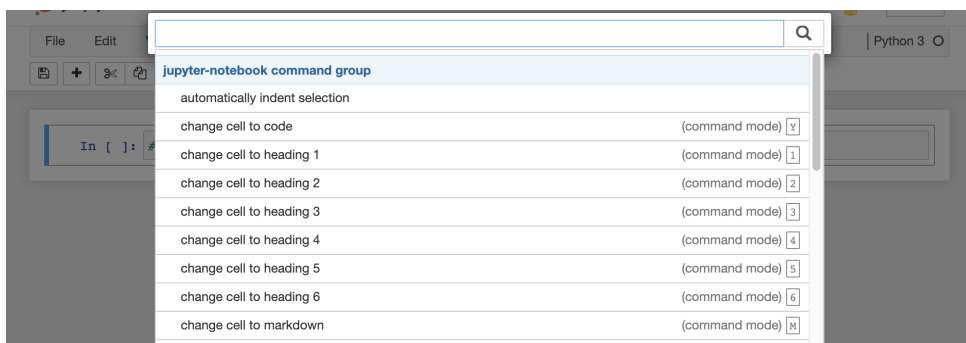 File Edit
Python 3
jupyter-notebook command group
automatically indent selection
change cell to code (command mode) Y
change cell to heading 1 (command mode) 1
In [ ]: #
change cell to heading 2 (command mode) 2
change cell to heading 3 (command mode) 3
change cell to heading 4 (command mode) 4
change cell to heading 5 (command mode) 5
change cell to heading 6 (command mode) 6
change cell to markdown (command mode) M